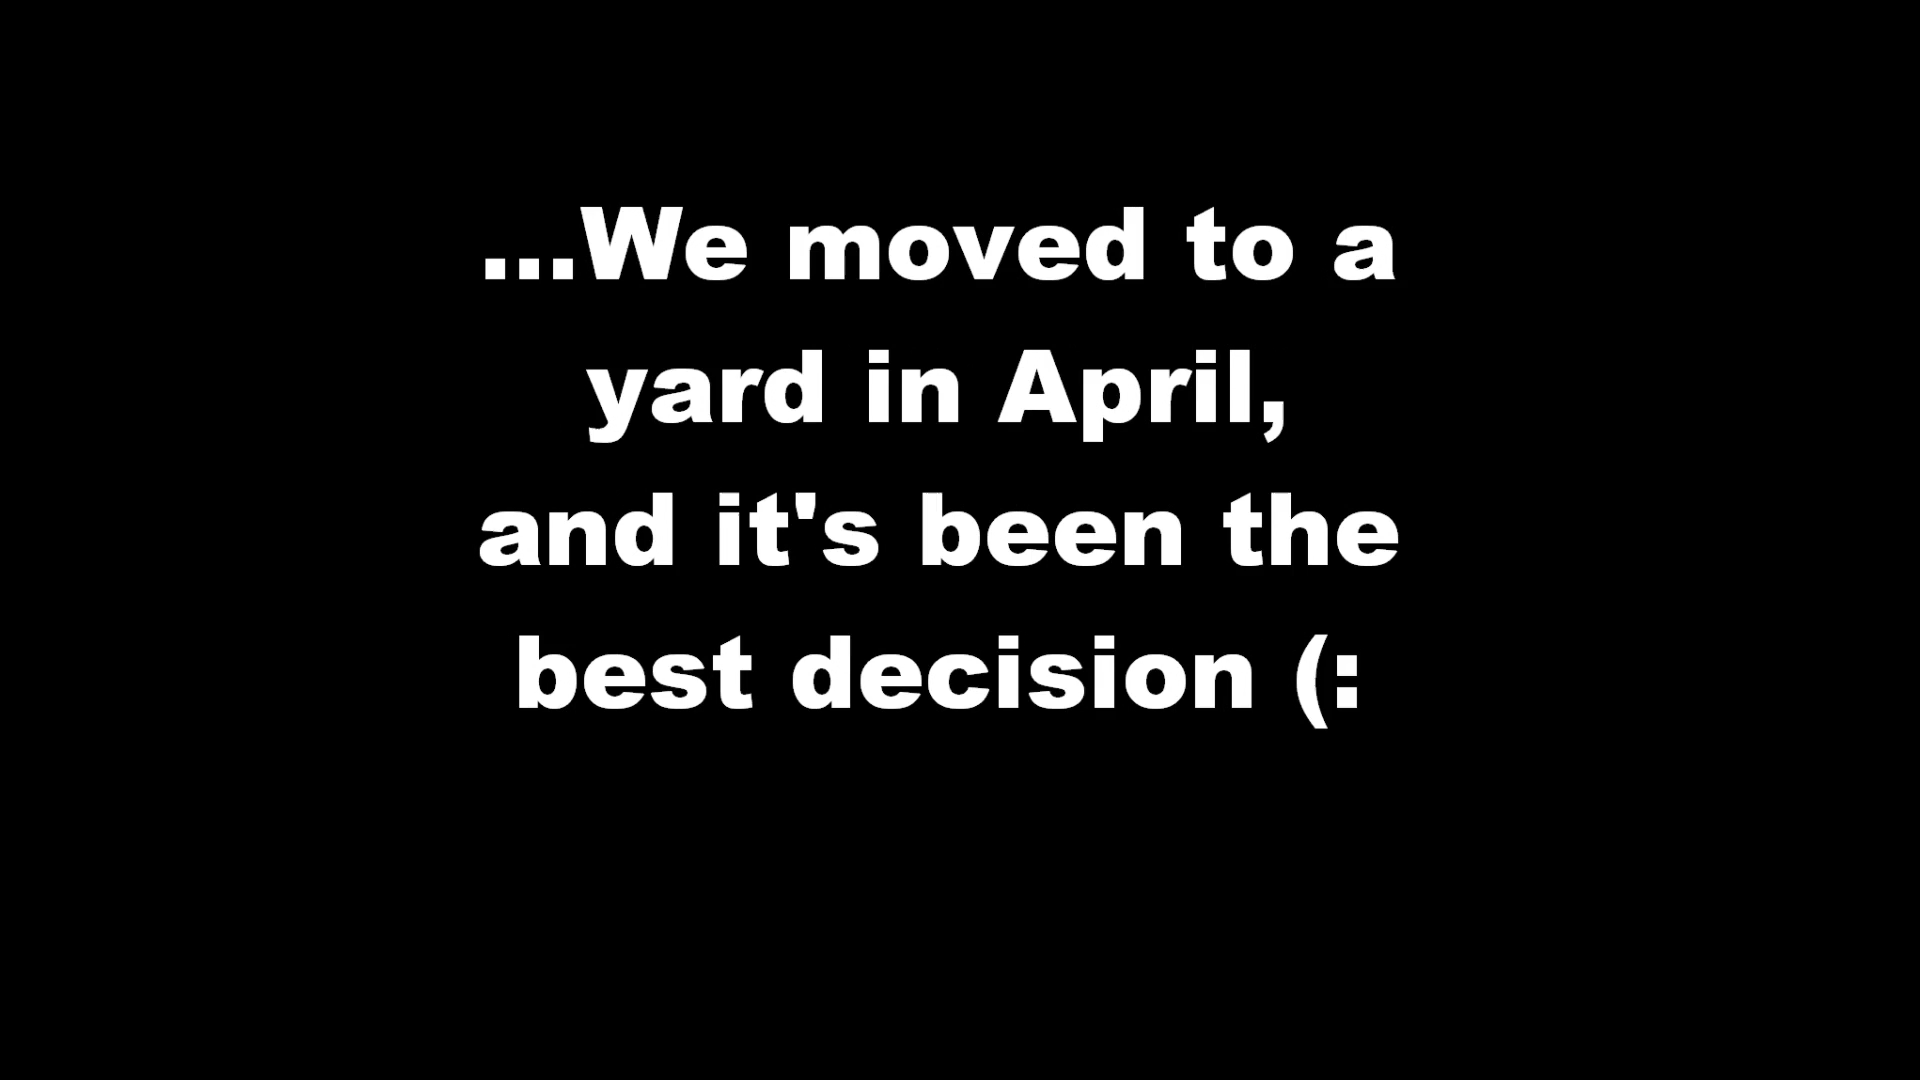 ...We moved to a
yard in April,
and it's been the
best decision (: